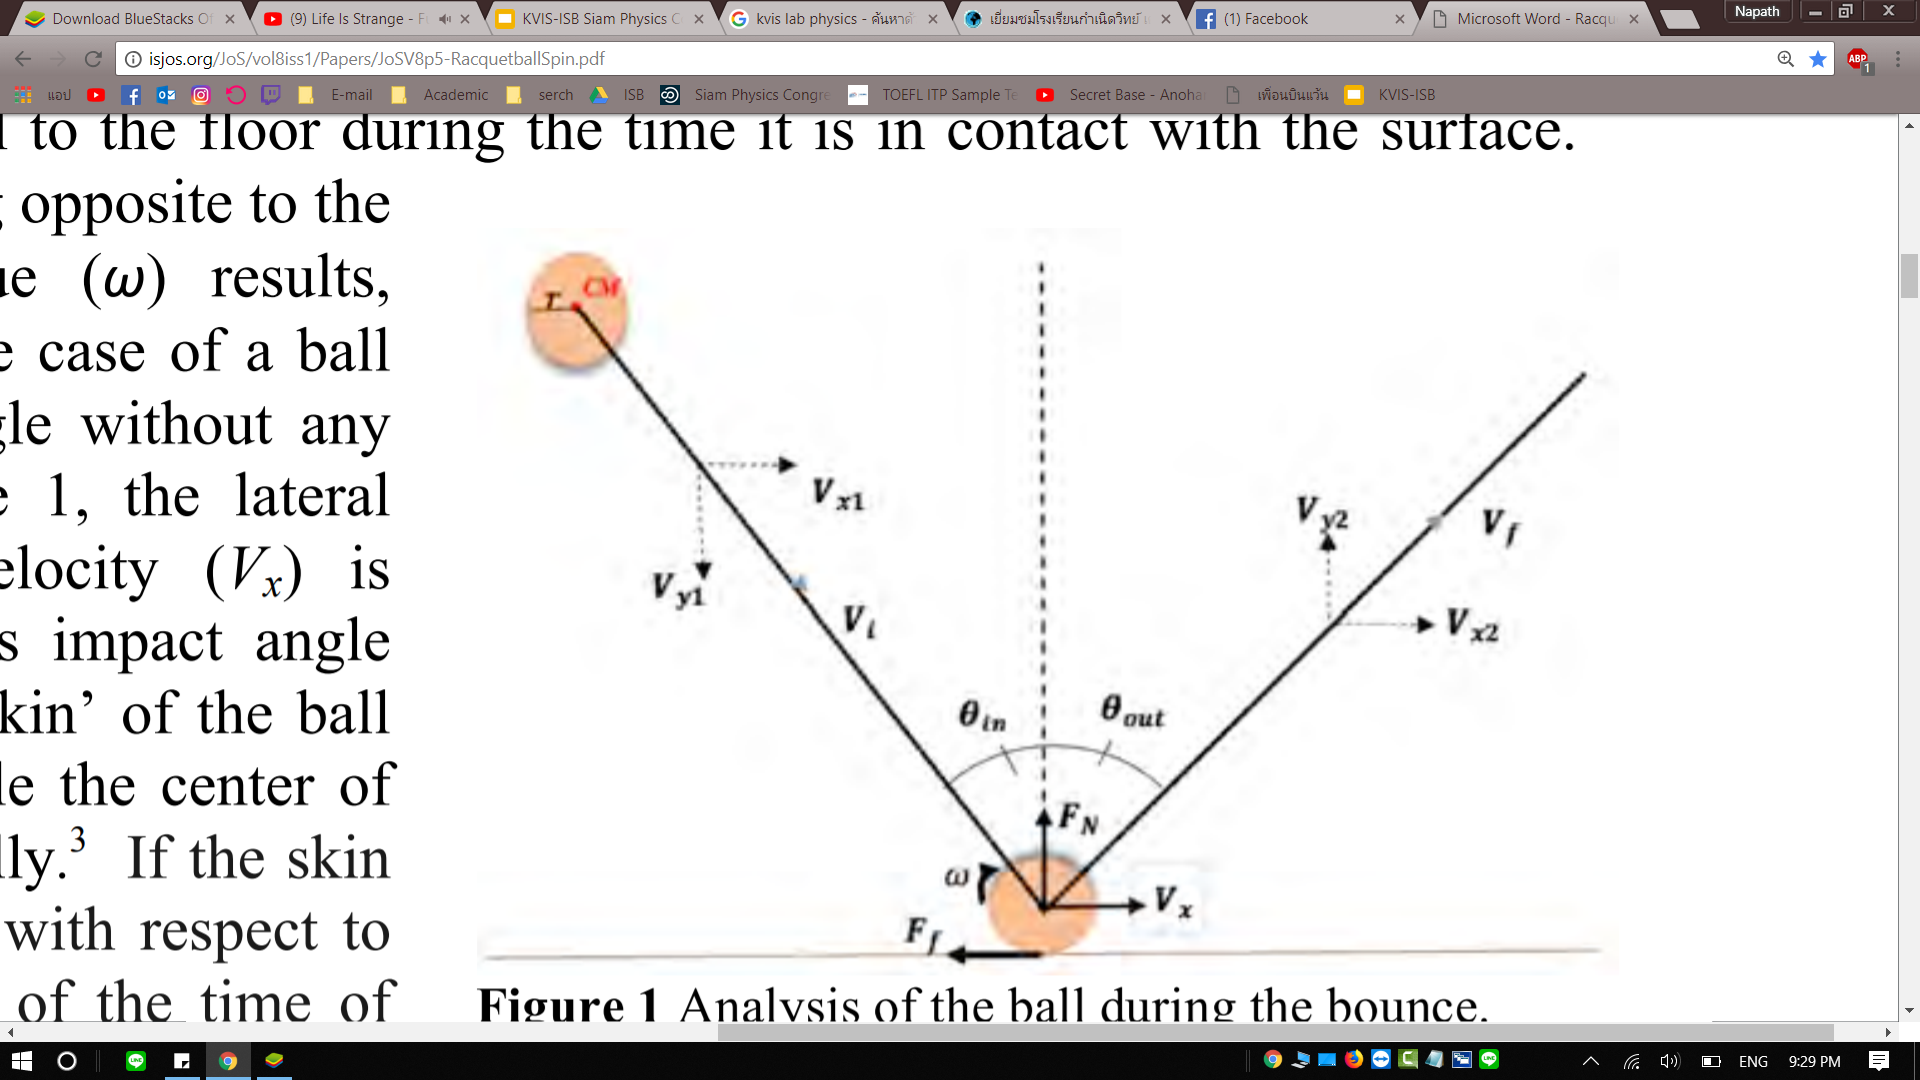 Download BlueStacks Of
(9) Life Is Strange - F
KVIS-ISB Siam Physics C
kvis lab physics - ค้นหาด้
เยี่ยมชมโรงเรียนกำเนิดวิทย์
(1) Facebook
Microsoft Word - Racqu
Napath
isjos.org/JoS/vol8iss1/Papers/JoSV8p5-RacquetballSpin.pdf
ABP
1
แอป
E-mail
Academic
serch
ISB
Siam Physics Congre
TOEFL ITP Sample Te
Secret Base - Anohan
เพื่อนบินแว้น
KVIS-ISB
l to the floor during the time it is in contact with the surface.
g opposite to the
ue (ω) results,
e case of a ball
gle without any
e 1, the lateral
elocity (Vx) is
s impact angle
kin’ of the ball
le the center of
lly.3 If the skin
with respect to
of the time of
r
CM
Vx1
Vy1
Vi
Vy2
Vf
Vx2
θin
θout
FN
ω
Vx
Ff
Figure 1 Analysis of the ball during the bounce.
ENG
9:29 PM